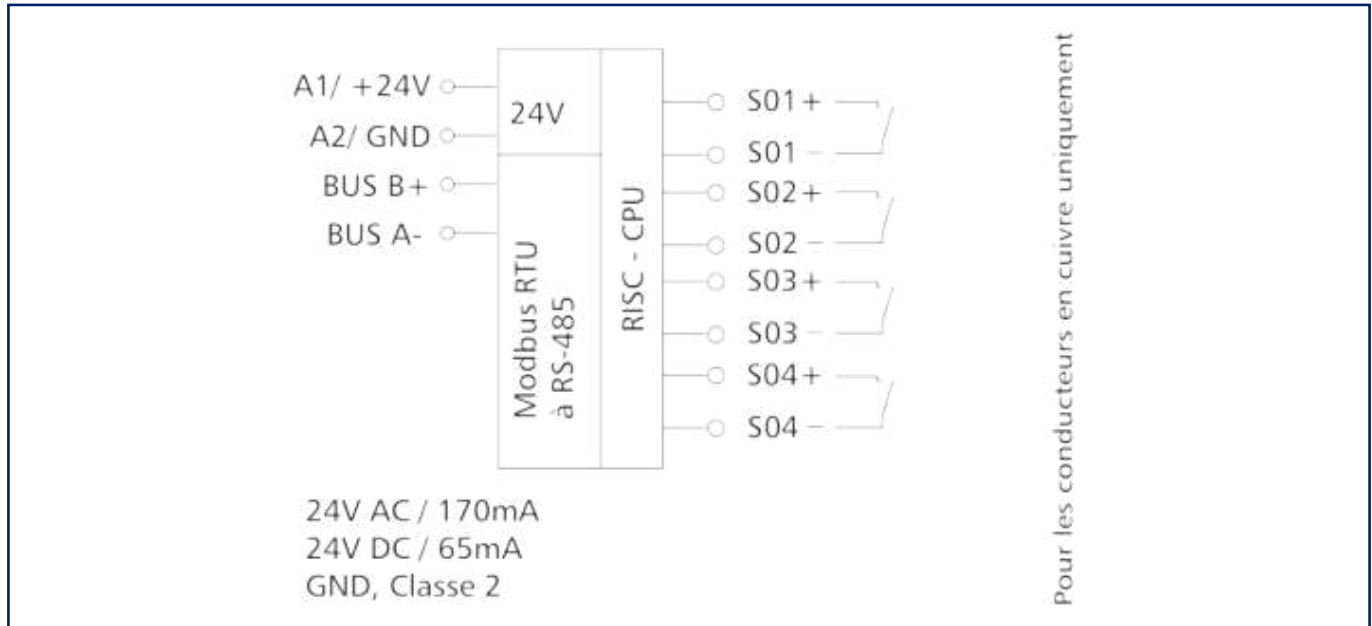 A1/ +24V
A2/ GND
BUS B+
BUS A-
24V
Modbus RTU
à RS-485
RISC - CPU
S01+
S01-
S02+
S02-
S03+
S03-
S04+
S04-
24V AC / 170mA
24V DC / 65mA
GND, Classe 2
Pour les conducteurs en cuivre uniquement